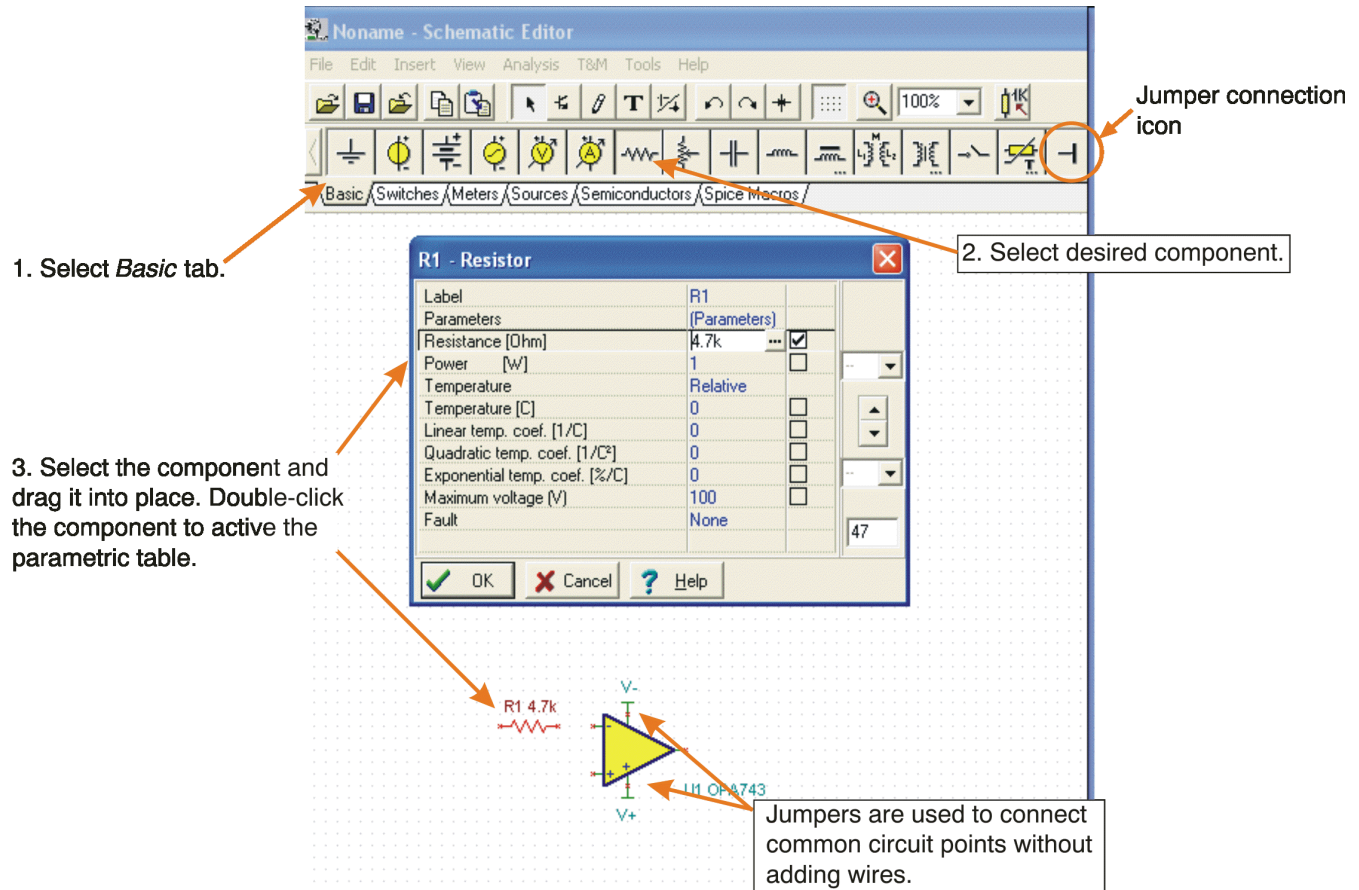 Noname - Schematic Editor
File Edit Insert View Analysis T&M Tools Help
T 100% 1K
Jumper connection
icon
V A M L1 L2
Basic Switches Meters Sources Semiconductors Spice Macros
1. Select Basic tab.
2. Select desired component.
R1 - Resistor
Label R1
Parameters (Parameters)
Resistance [Ohm] 4.7k ...
Power [W] 1 --
Temperature Relative
Temperature [C] 0
Linear temp. coef. [1/C] 0
Quadratic temp. coef. [1/C²] 0
Exponential temp. coef. [%/C] 0 --
Maximum voltage (V) 100
Fault None
47
OK Cancel ? Help
3. Select the component and
drag it into place. Double-click
the component to active the
parametric table.
R1 4.7k
V-
-
+ +
U1 OPA743
V+
Jumpers are used to connect
common circuit points without
adding wires.